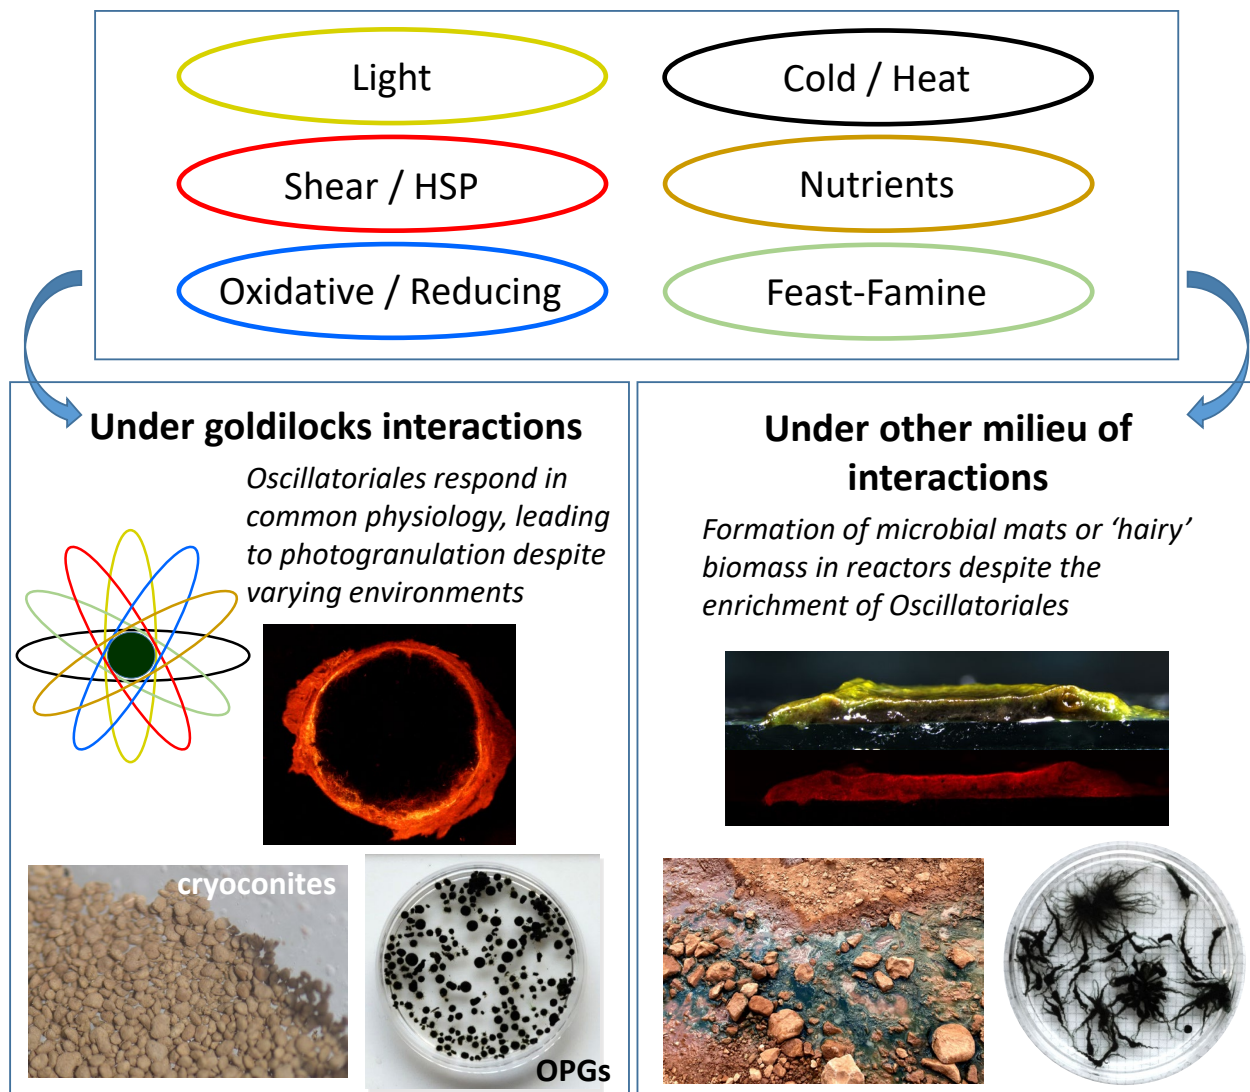 Light
Cold / Heat
Shear / HSP
Nutrients
Oxidative / Reducing
Feast-Famine
Under goldilocks interactions
Oscillatoriales respond in
common physiology, leading
to photogranulation despite
varying environments
cryoconites
OPGs
Under other milieu of
interactions
Formation of microbial mats or ‘hairy’
biomass in reactors despite the
enrichment of Oscillatoriales